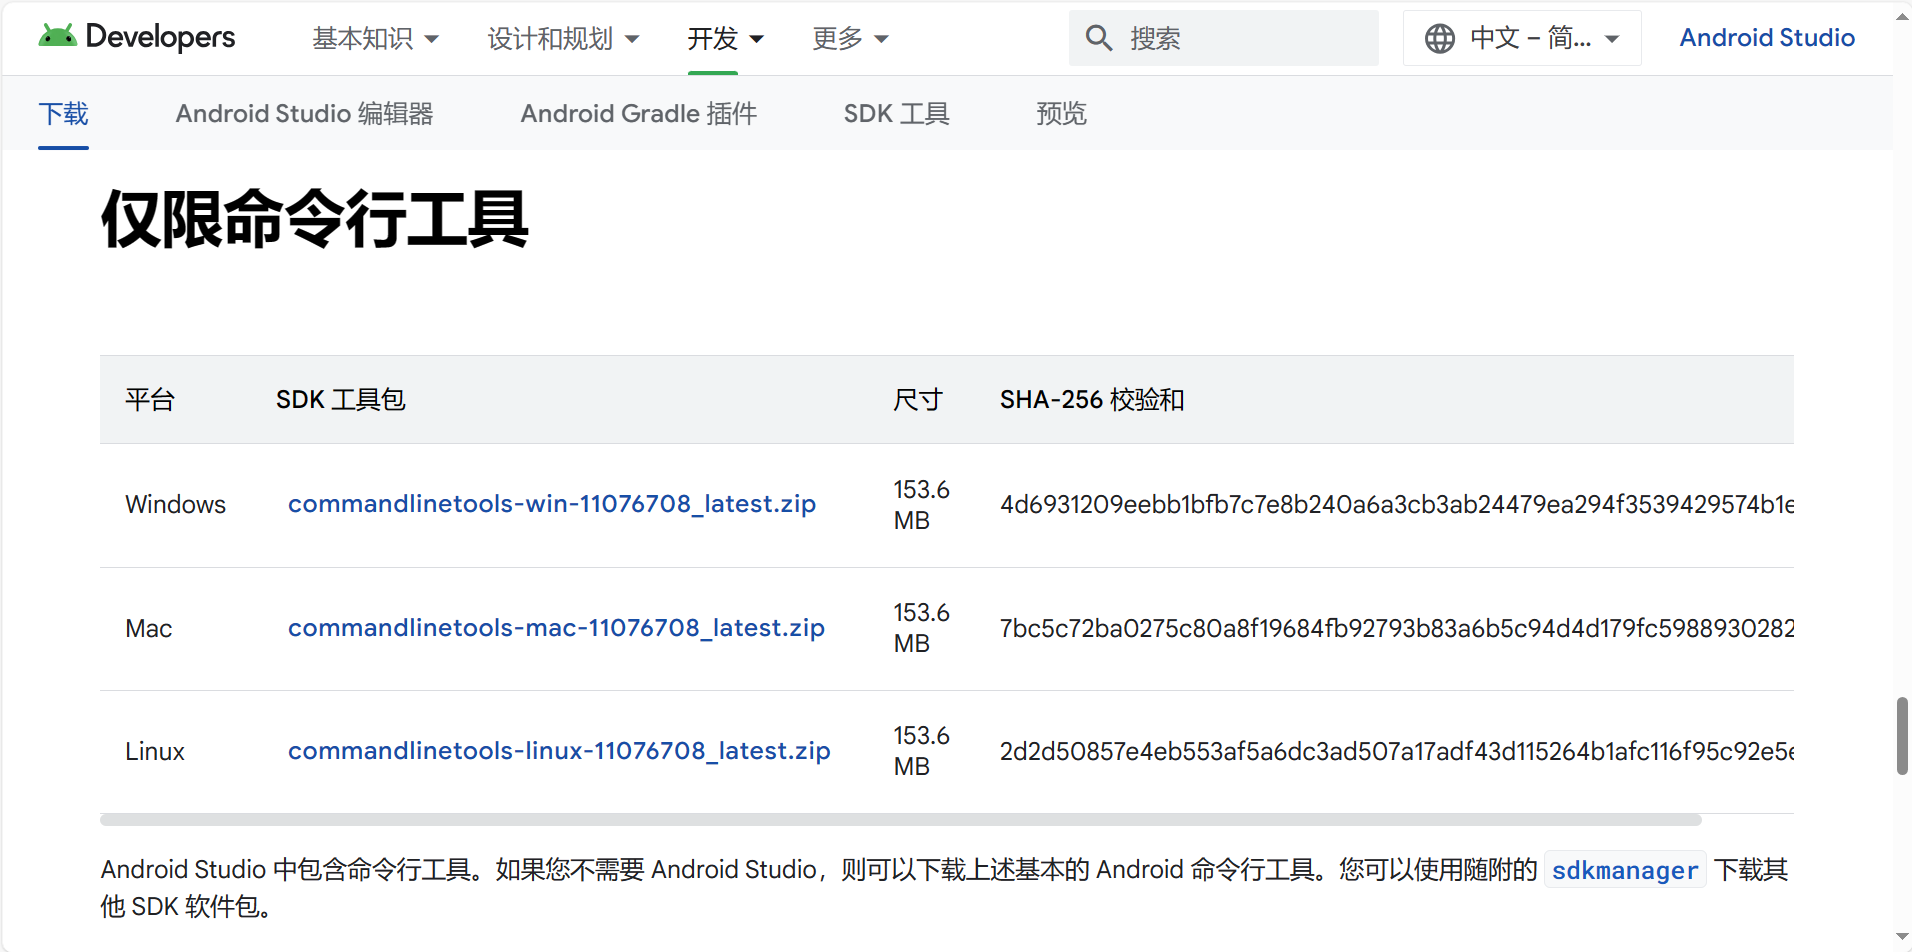 Developers 基本知识 设计和规划 开发 更多 搜索 中文 – 简... Android Studio
下载 Android Studio 编辑器 Android Gradle 插件 SDK 工具 预览
仅限命令行工具
平台 SDK 工具包 尺寸 SHA-256 校验和
Windows commandlinetools-win-11076708_latest.zip 153.6 MB 4d6931209eebb1bfb7c7e8b240a6a3cb3ab24479ea294f3539429574b1e
Mac commandlinetools-mac-11076708_latest.zip 153.6 MB 7bc5c72ba0275c80a8f19684fb92793b83a6b5c94d4d179fc5988930282
Linux commandlinetools-linux-11076708_latest.zip 153.6 MB 2d2d50857e4eb553af5a6dc3ad507a17adf43d115264b1afc116f95c92e5e
Android Studio 中包含命令行工具。如果您不需要 Android Studio，则可以下载上述基本的 Android 命令行工具。您可以使用随附的 sdkmanager 下载其
他 SDK 软件包。